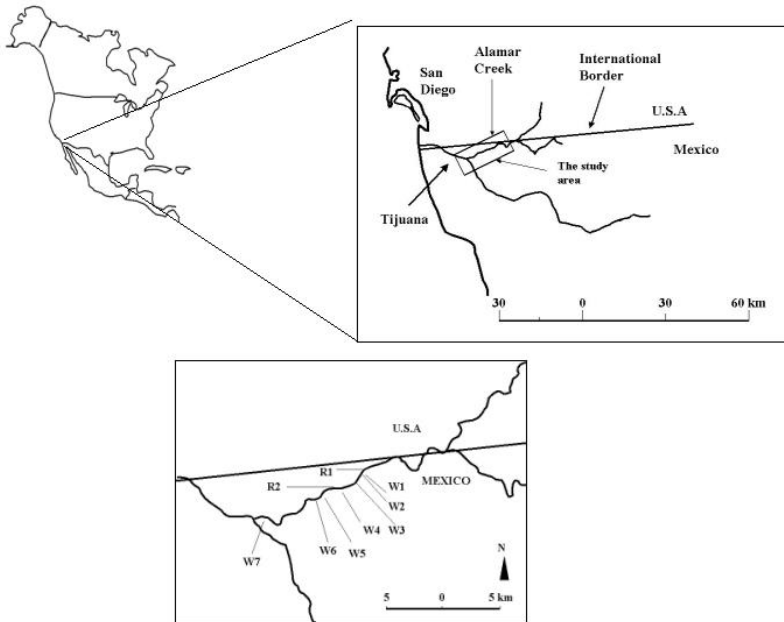 San
Diego
Alamar
Creek
International
Border
U.S.A
Mexico
The study
area
Tijuana
30
0
60 km
U.S.A
R1
MEXICO
W1
R2
W2
W4
W3
W6
W5
W7
N
5
0
5 km